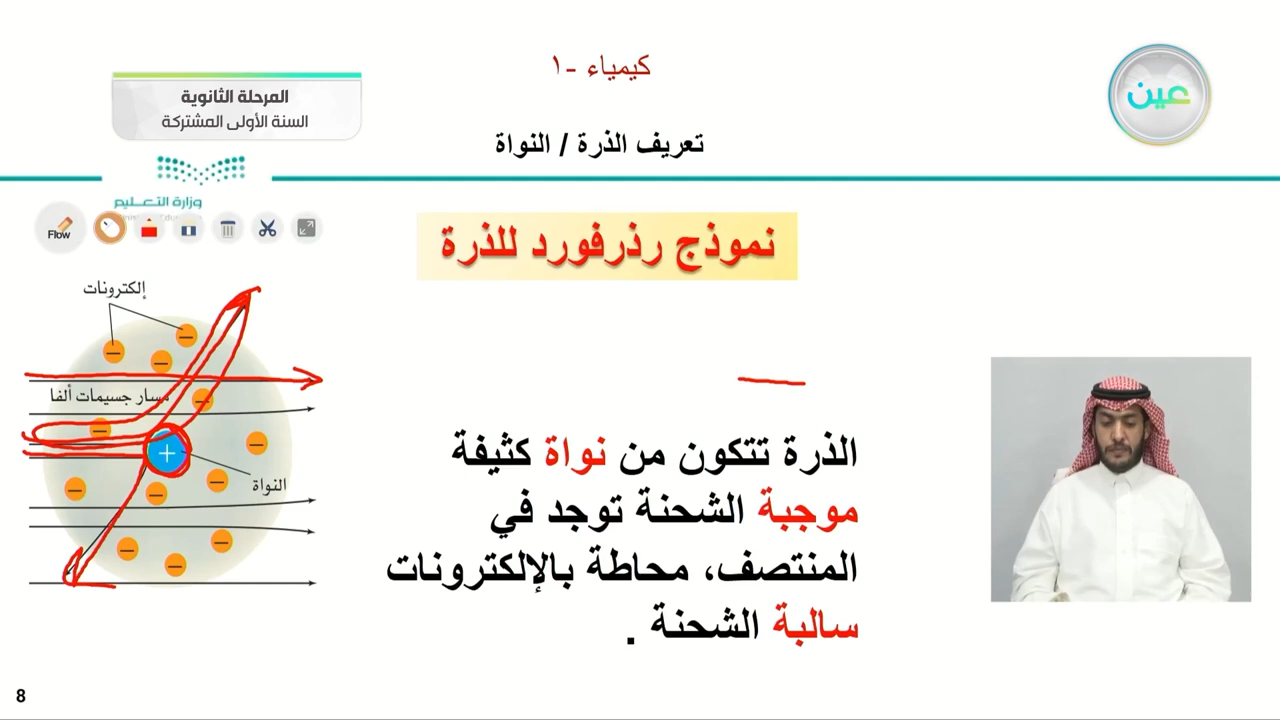 كيمياء -١
عين
المرحلة الثانوية
السنة الأولى المشتركة
تعريف الذرة / النواة
وزارة التعـــليم
Flow
نموذج رذرفورد للذرة
إلكترونات
مسار جسيمات ألفا
النواة
الذرة تتكون من نواة كثيفة
موجبة الشحنة توجد في
المنتصف، محاطة بالإلكترونات
سالبة الشحنة .
8